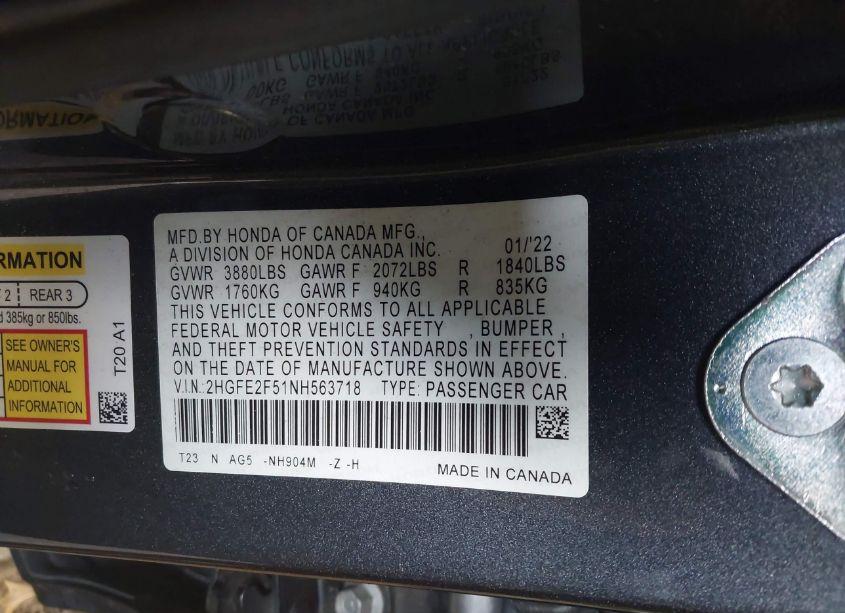 MFD.BY HONDA OF CANADA MFG.,
A DIVISION OF HONDA CANADA INC. 01/'22
GVWR 3880LBS GAWR F 2072LBS R 1840LBS
GVWR 1760KG GAWR F 940KG R 835KG
THIS VEHICLE CONFORMS TO ALL APPLICABLE
FEDERAL MOTOR VEHICLE SAFETY , BUMPER ,
AND THEFT PREVENTION STANDARDS IN EFFECT
ON THE DATE OF MANUFACTURE SHOWN ABOVE.
V.I.N.:2HGFE2F51NH563718 TYPE: PASSENGER CAR
T23 N AG5 -NH904M -Z -H MADE IN CANADA
RMATION
2 REAR 3
385kg or 850lbs.
SEE OWNER'S
MANUAL FOR
ADDITIONAL
INFORMATION
T20 A1